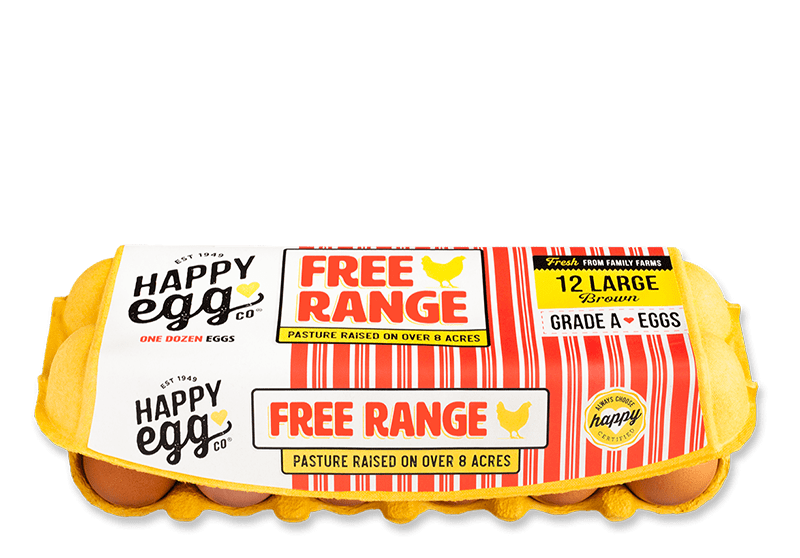 EST 1949
HAPPY
egg
CO®
ONE DOZEN EGGS
FREE
RANGE
PASTURE RAISED ON OVER 8 ACRES
Fresh FROM FAMILY FARMS
12 LARGE
Brown
GRADE A EGGS
EST 1949
HAPPY
egg
CO®
FREE RANGE
PASTURE RAISED ON OVER 8 ACRES
ALWAYS CHOOSE
happy
CERTIFIED